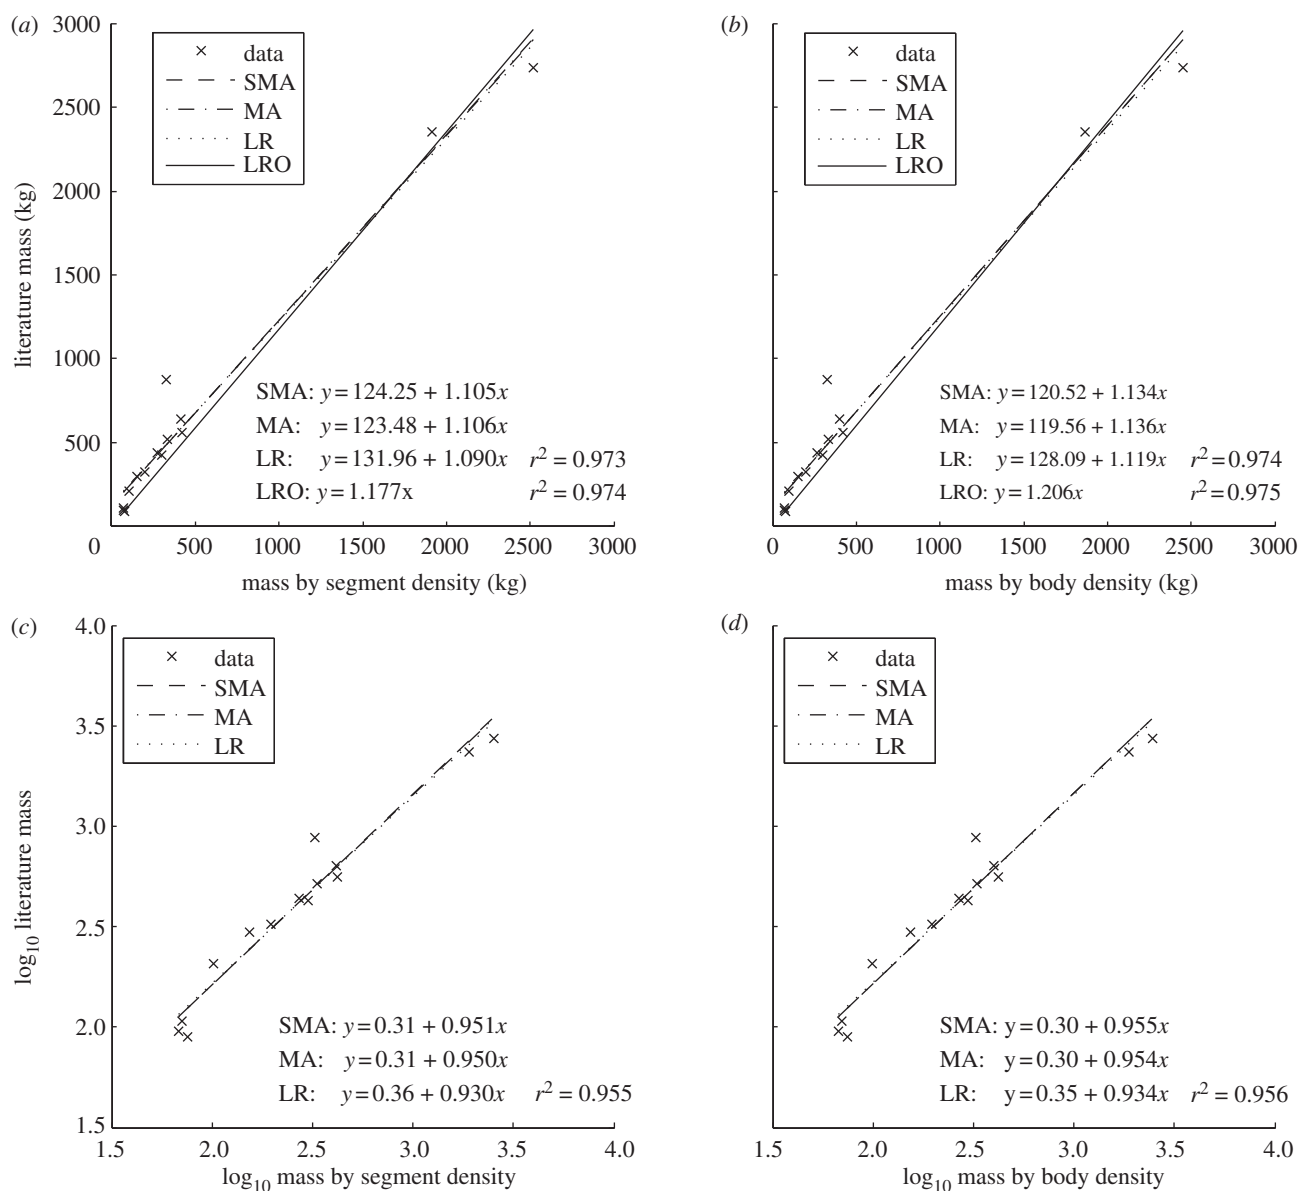 (a)
3000
2500
2000
1500
1000
500
literature mass (kg)
data
SMA
MA
LR
LRO
SMA: y = 124.25 + 1.105x
MA: y = 123.48 + 1.106x
LR: y = 131.96 + 1.090x r² = 0.973
LRO: y = 1.177x r² = 0.974
0 500 1000 1500 2000 2500 3000
mass by segment density (kg)
(b)
data
SMA
MA
LR
LRO
SMA: y = 120.52 + 1.134x
MA: y = 119.56 + 1.136x
LR: y = 128.09 + 1.119x r² = 0.974
LRO: y = 1.206x r² = 0.975
0 500 1000 1500 2000 2500 3000
mass by body density (kg)
(c)
4.0
3.5
3.0
2.5
2.0
1.5
log₁₀ literature mass
data
SMA
MA
LR
SMA: y = 0.31 + 0.951x
MA: y = 0.31 + 0.950x
LR: y = 0.36 + 0.930x r² = 0.955
1.5 2.0 2.5 3.0 3.5 4.0
log₁₀ mass by segment density
(d)
data
SMA
MA
LR
SMA: y = 0.30 + 0.955x
MA: y = 0.30 + 0.954x
LR: y = 0.35 + 0.934x r² = 0.956
1.5 2.0 2.5 3.0 3.5 4.0
log₁₀ mass by body density